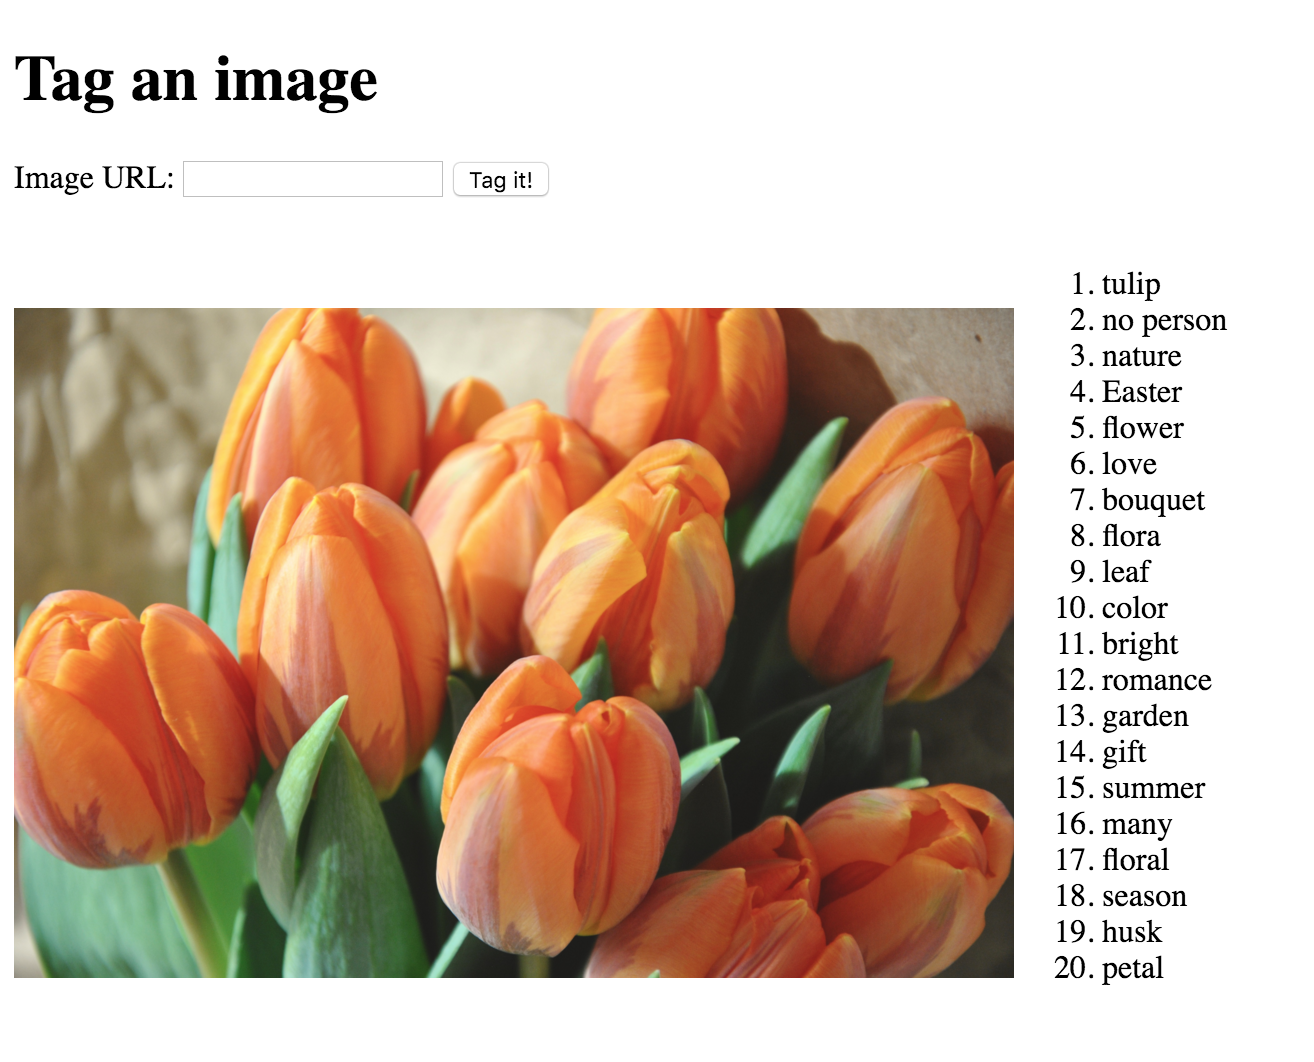 Tag an image
Image URL: Tag it!
1. tulip
2. no person
3. nature
4. Easter
5. flower
6. love
7. bouquet
8. flora
9. leaf
10. color
11. bright
12. romance
13. garden
14. gift
15. summer
16. many
17. floral
18. season
19. husk
20. petal